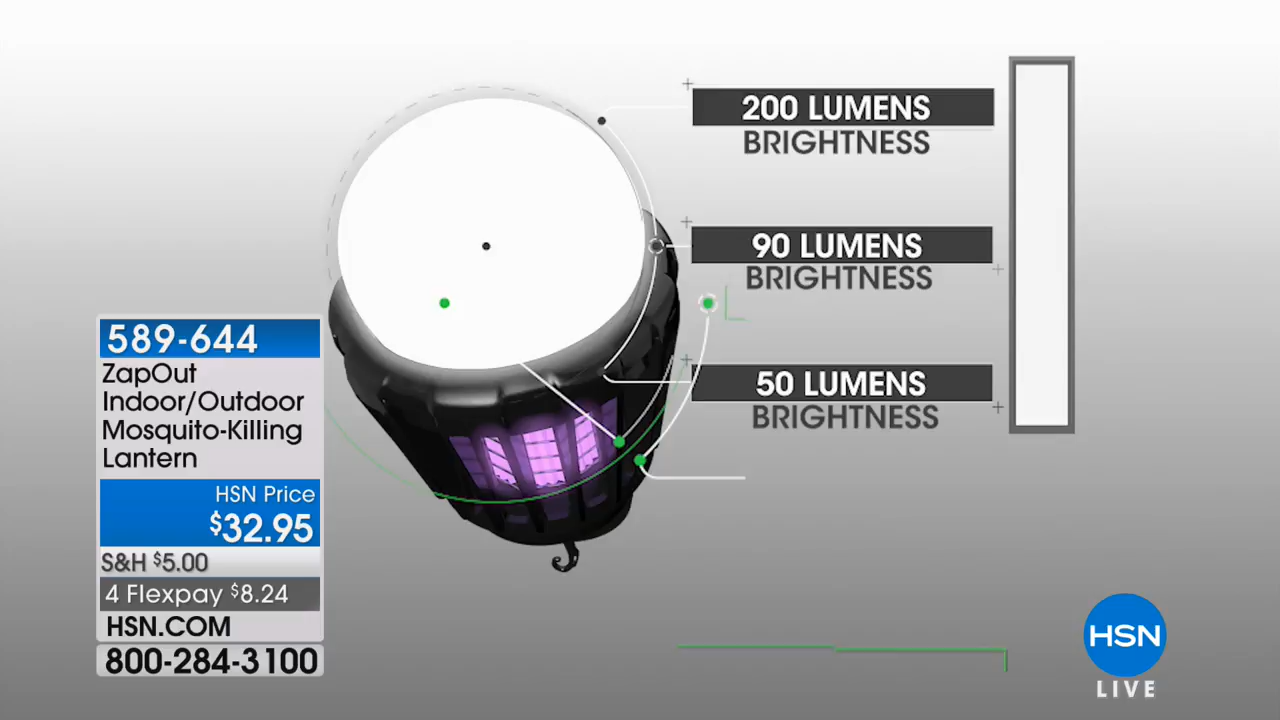 200 LUMENS
BRIGHTNESS
90 LUMENS
BRIGHTNESS
50 LUMENS
BRIGHTNESS
589-644
ZapOut
Indoor/Outdoor
Mosquito-Killing
Lantern
HSN Price
$32.95
S&H $5.00
4 Flexpay $8.24
HSN.COM
800-284-3100
HSN
LIVE